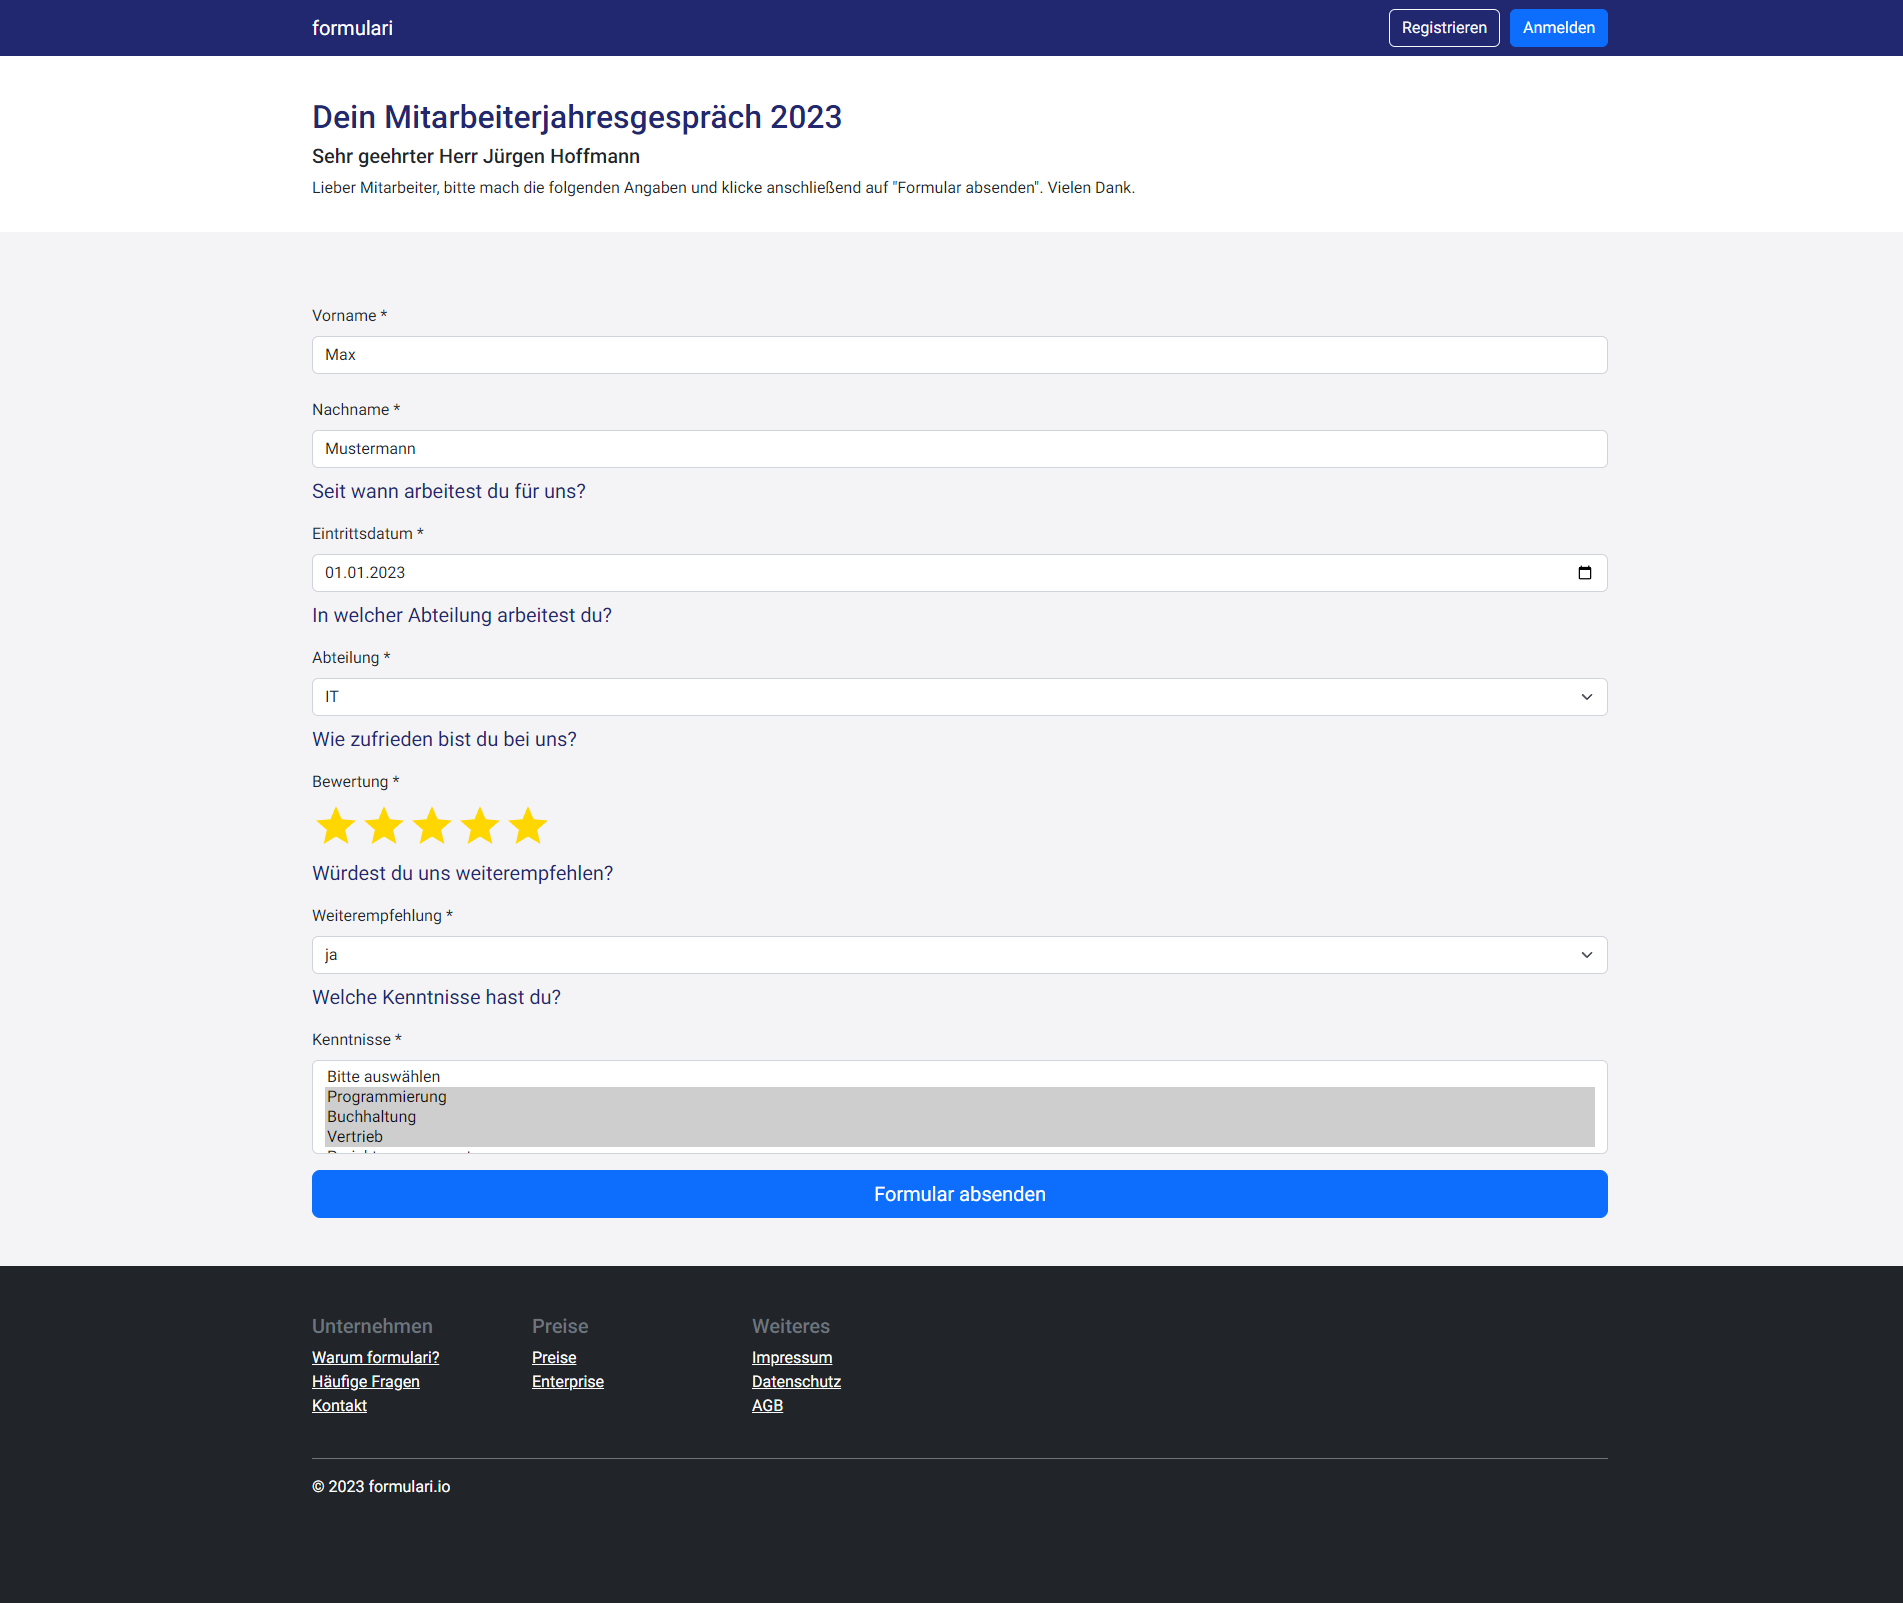 formulari
Registrieren
Anmelden
Dein Mitarbeiterjahresgespräch 2023
Sehr geehrter Herr Jürgen Hoffmann
Lieber Mitarbeiter, bitte mach die folgenden Angaben und klicke anschließend auf "Formular absenden". Vielen Dank.
Vorname *
Max
Nachname *
Mustermann
Seit wann arbeitest du für uns?
Eintrittsdatum *
01.01.2023
In welcher Abteilung arbeitest du?
Abteilung *
IT
Wie zufrieden bist du bei uns?
Bewertung *
Würdest du uns weiterempfehlen?
Weiterempfehlung *
ja
Welche Kenntnisse hast du?
Kenntnisse *
Bitte auswählen
Programmierung
Buchhaltung
Vertrieb
Formular absenden
Unternehmen
Warum formulari?
Häufige Fragen
Kontakt
Preise
Preise
Enterprise
Weiteres
Impressum
Datenschutz
AGB
© 2023 formulari.io